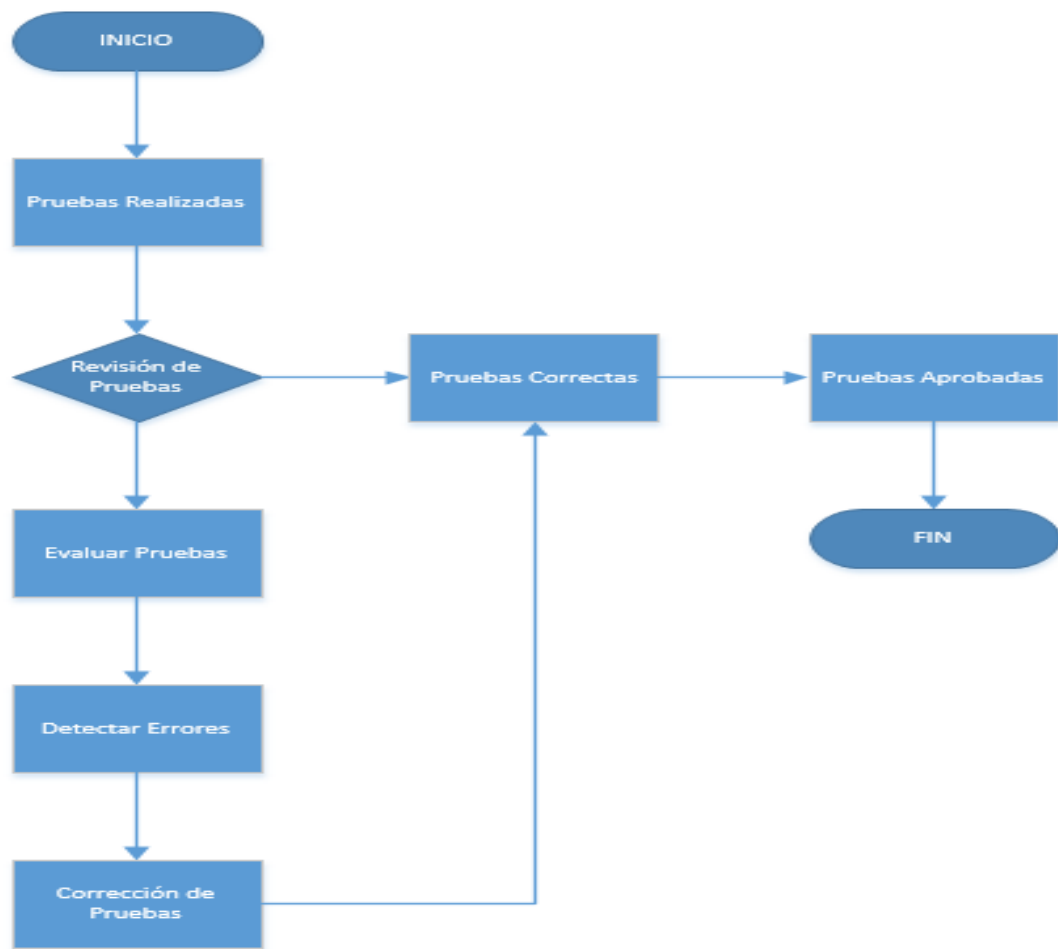 INICIO
Pruebas Realizadas
Revisión de
Pruebas
Pruebas Correctas
Pruebas Aprobadas
Evaluar Pruebas
FIN
Detectar Errores
Corrección de
Pruebas